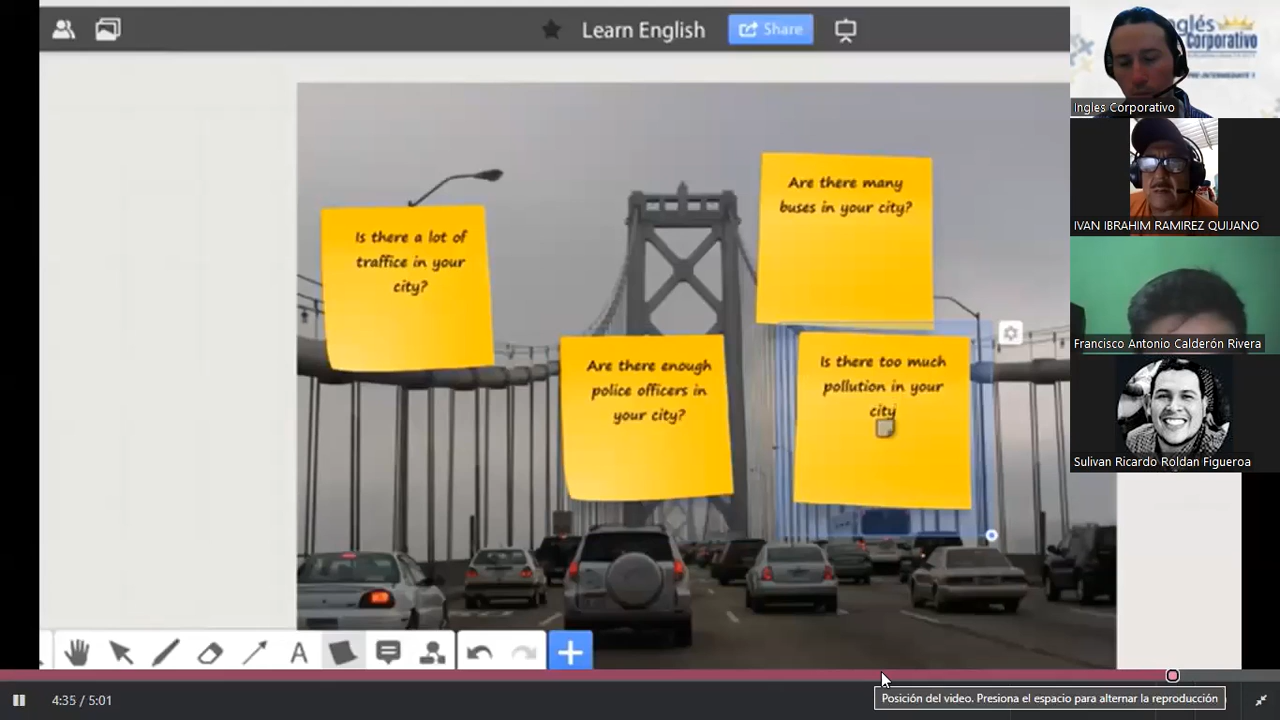 Learn English
Share
Is there a lot of
traffice in your
city?
Are there many
buses in your city?
Are there enough
police officers in
your city?
Is there too much
pollution in your
city
A
4:35 / 5:01
Posición del video. Presiona el espacio para alternar la reproducción
Inglés
Corporativo
Ingles Corporativo
IVAN IBRAHIM RAMIREZ QUIJANO
Francisco Antonio Calderón Rivera
Sulivan Ricardo Roldan Figueroa